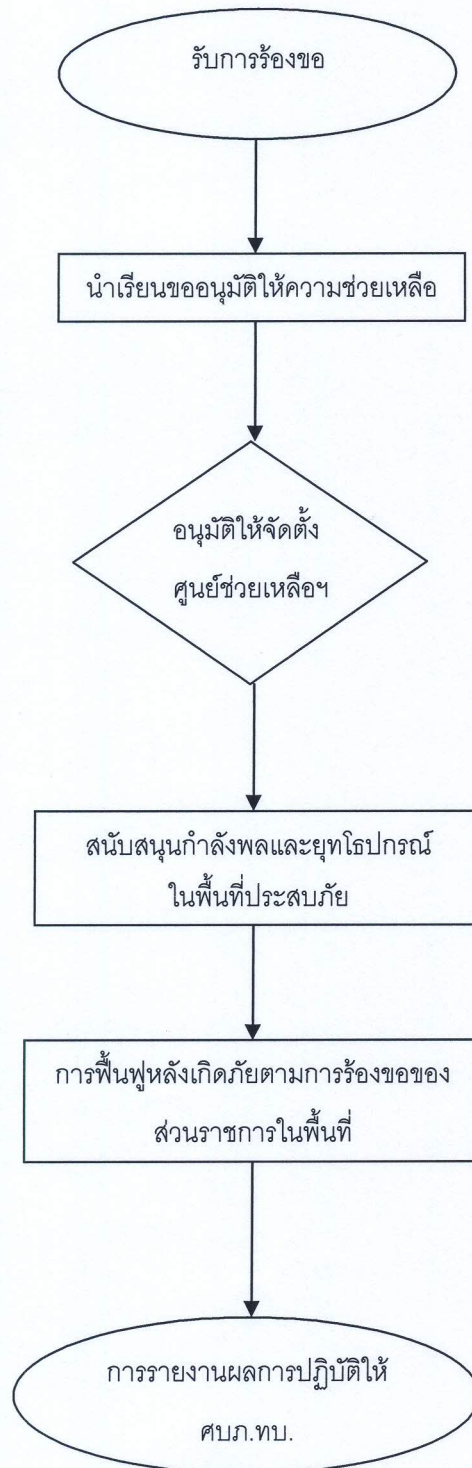 รับการร้องขอ
นำเรียนขออนุมัติให้ความช่วยเหลือ
อนุมัติให้จัดตั้ง
ศูนย์ช่วยเหลือฯ
สนับสนุนกำลังพลและยุทโธปกรณ์
ในพื้นที่ประสบภัย
การฟื้นฟูหลังเกิดภัยตามการร้องขอของ
ส่วนราชการในพื้นที่
การรายงานผลการปฏิบัติให้
ศบภ.ทบ.